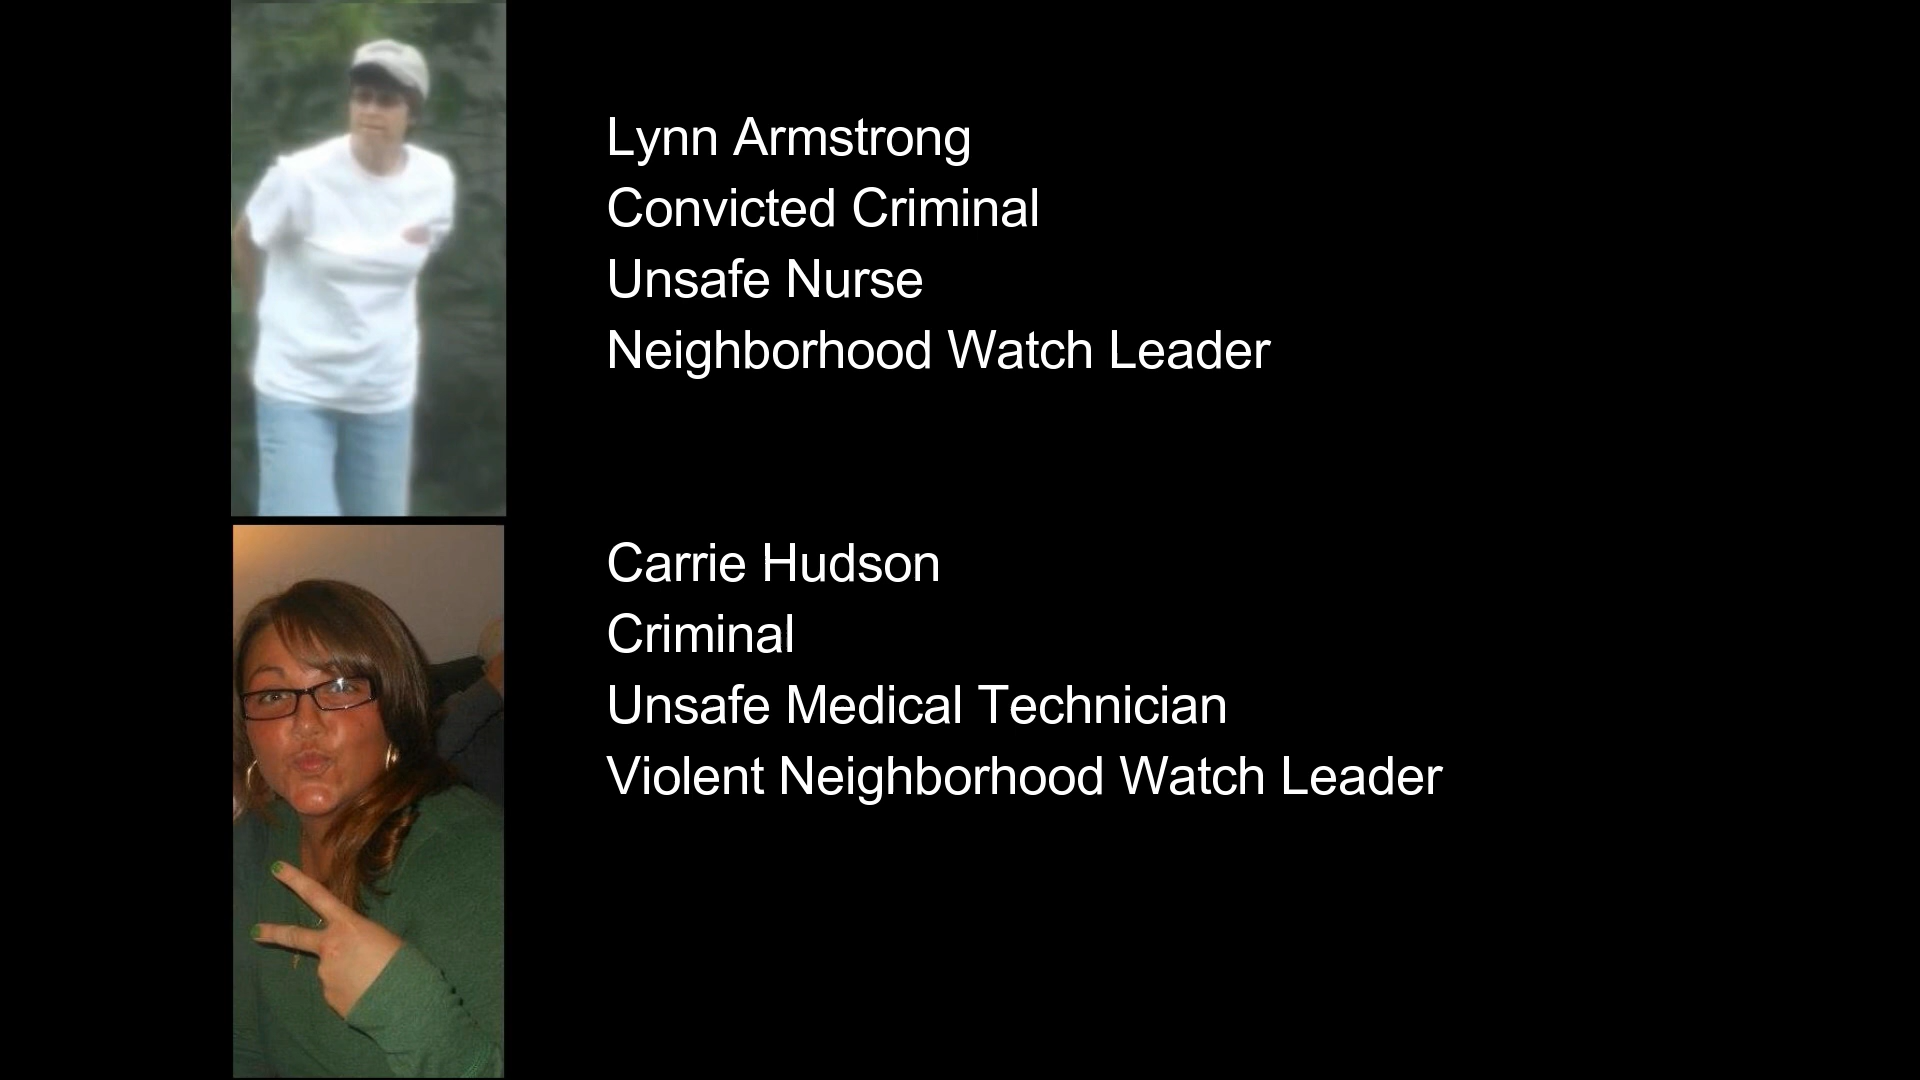 Lynn Armstrong
Convicted Criminal
Unsafe Nurse
Neighborhood Watch Leader
Carrie Hudson
Criminal
Unsafe Medical Technician
Violent Neighborhood Watch Leader